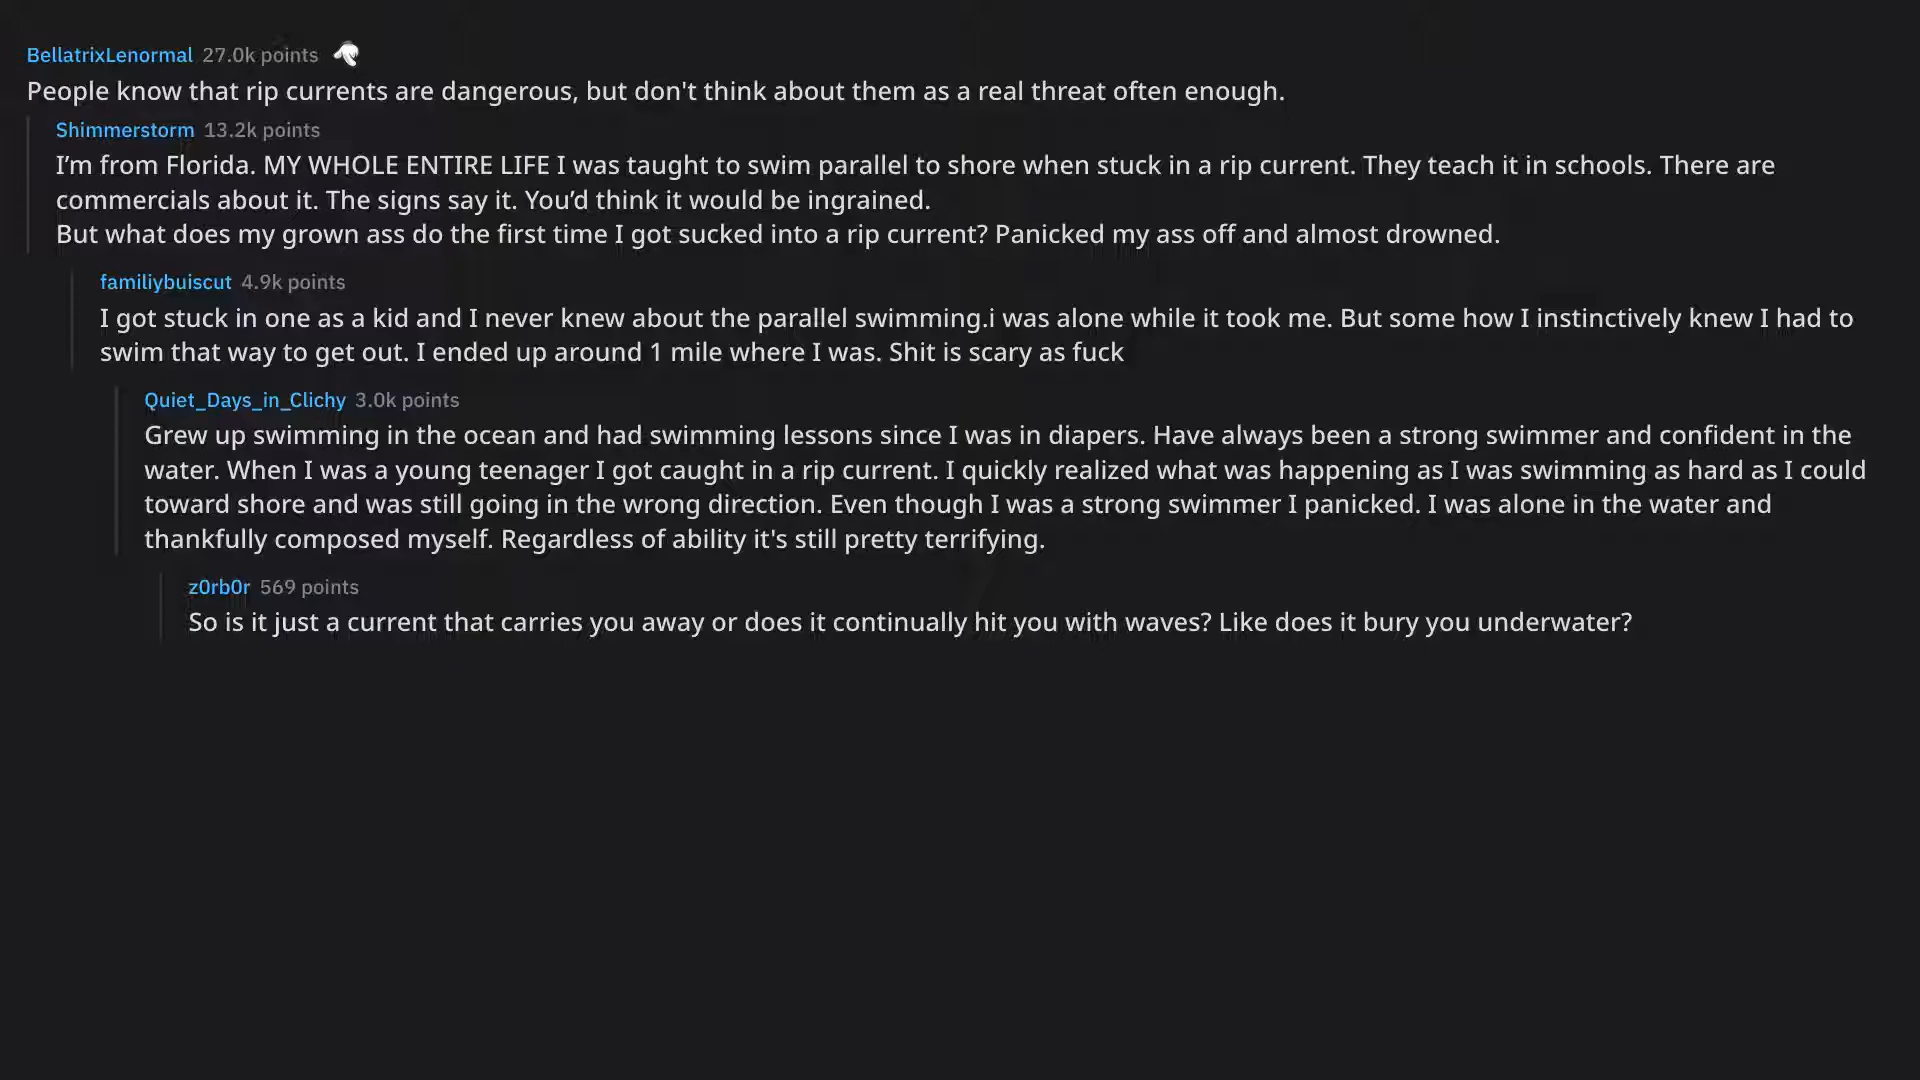 BellatrixLenormal 27.0k points
People know that rip currents are dangerous, but don't think about them as a real threat often enough.
Shimmerstorm 13.2k points
I’m from Florida. MY WHOLE ENTIRE LIFE I was taught to swim parallel to shore when stuck in a rip current. They teach it in schools. There are
commercials about it. The signs say it. You’d think it would be ingrained.
But what does my grown ass do the first time I got sucked into a rip current? Panicked my ass off and almost drowned.
familiybuiscut 4.9k points
I got stuck in one as a kid and I never knew about the parallel swimming.i was alone while it took me. But some how I instinctively knew I had to
swim that way to get out. I ended up around 1 mile where I was. Shit is scary as fuck
Quiet_Days_in_Clichy 3.0k points
Grew up swimming in the ocean and had swimming lessons since I was in diapers. Have always been a strong swimmer and confident in the
water. When I was a young teenager I got caught in a rip current. I quickly realized what was happening as I was swimming as hard as I could
toward shore and was still going in the wrong direction. Even though I was a strong swimmer I panicked. I was alone in the water and
thankfully composed myself. Regardless of ability it's still pretty terrifying.
z0rb0r 569 points
So is it just a current that carries you away or does it continually hit you with waves? Like does it bury you underwater?